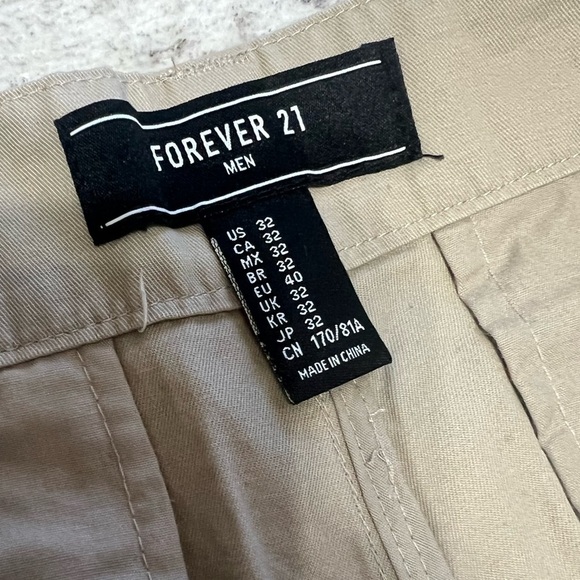 FOREVER 21
MEN
US 32
CA 32
MX 32
BR 32
EU 40
UK 32
KR 32
JP 32
CN 170/81A
MADE IN CHINA